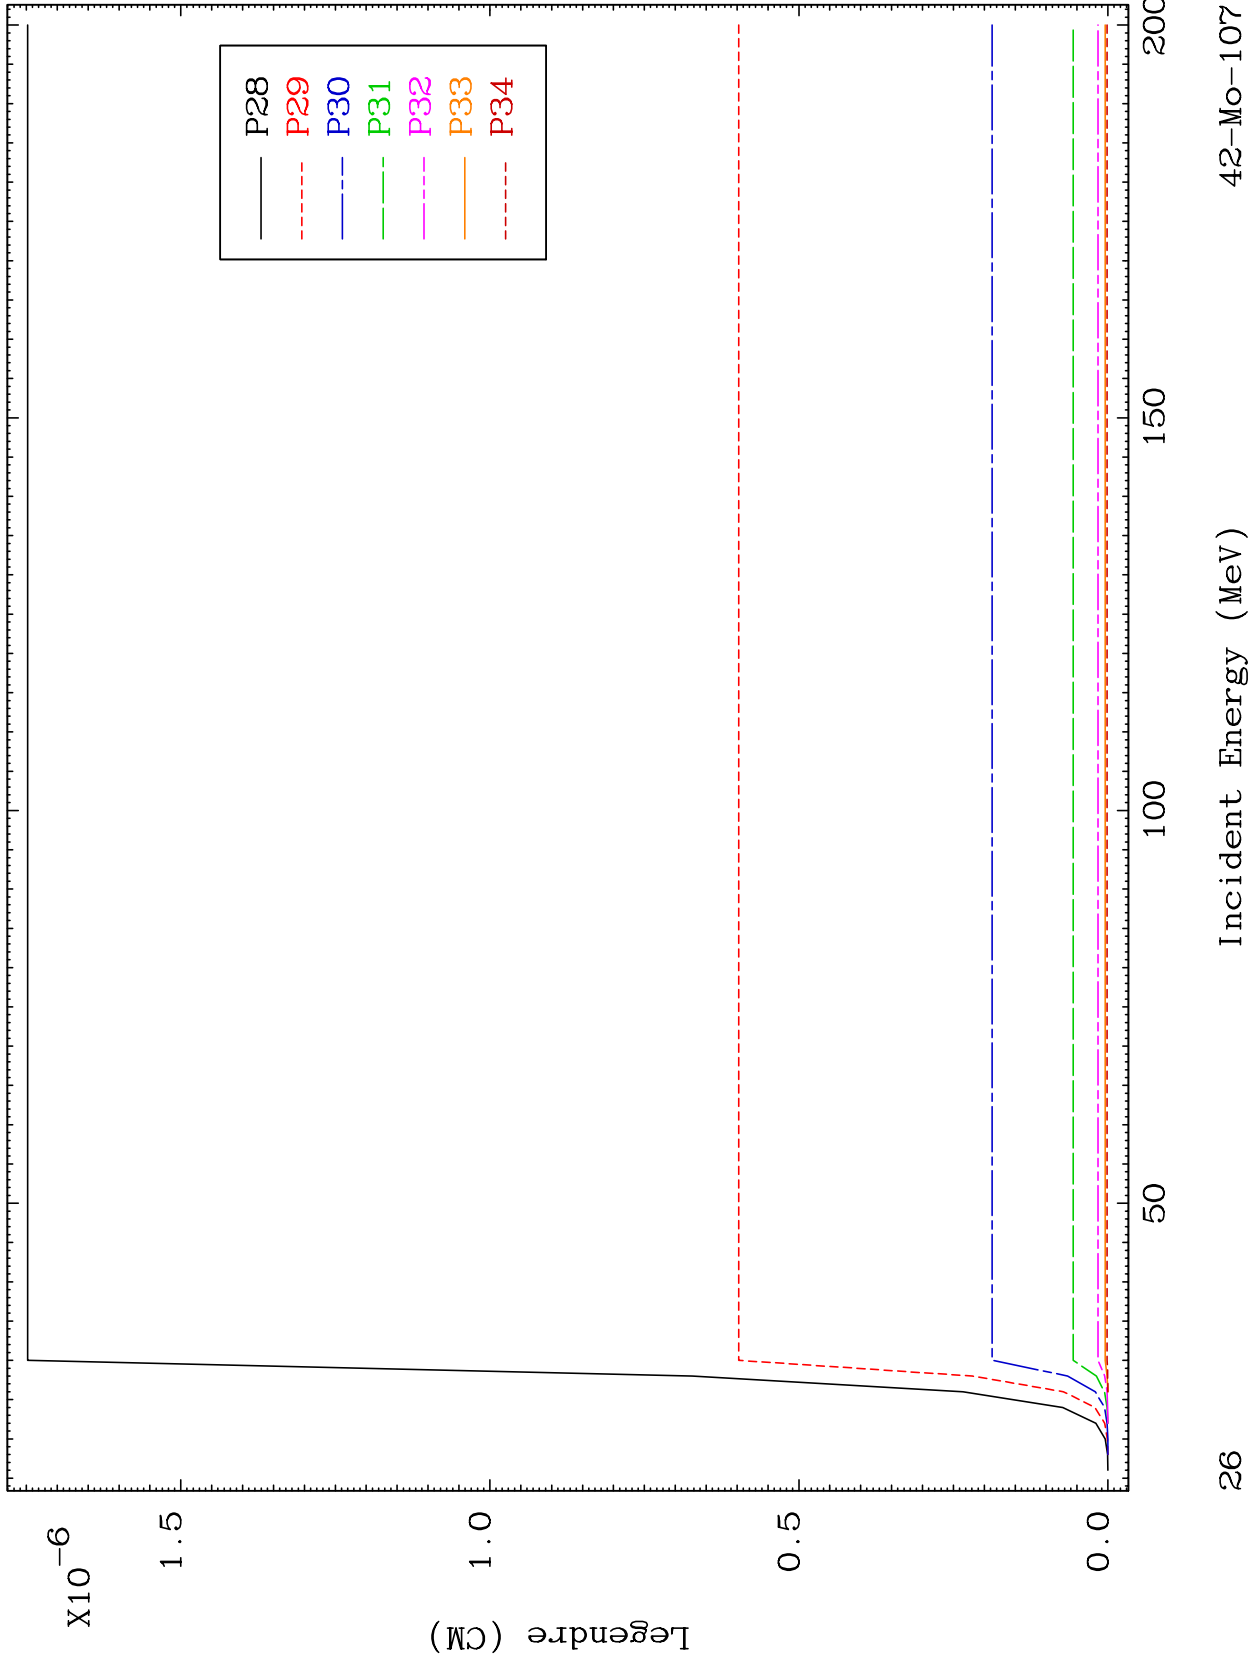 X10-6
1.5
1.0
0.5
0.0
Legendre (CM)
P28
P29
P30
P31
P32
P33
P34
50
100
150
200
Incident Energy (MeV)
26
42-Mo-107